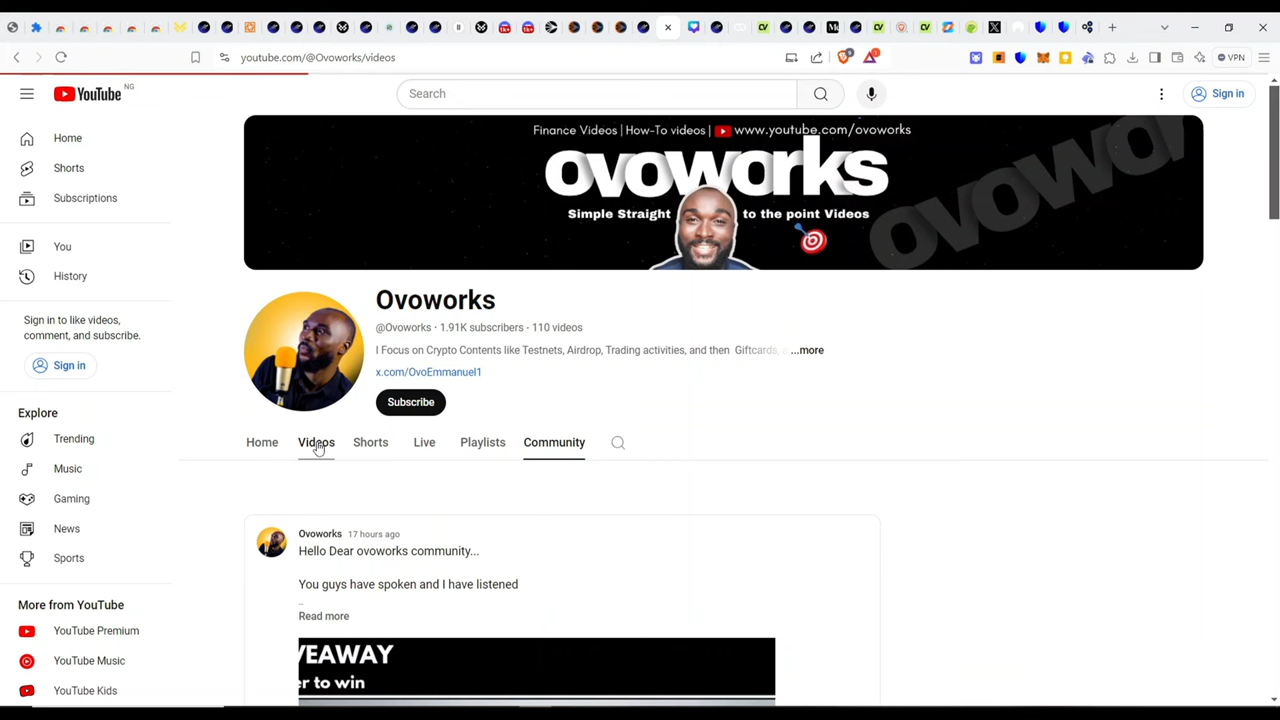 youtube.com/@Ovoworks/videos
VPN
YouTube NG
Search
Sign in
Home
Shorts
Subscriptions
You
History
Sign in to like videos,
comment, and subscribe.
Sign in
Explore
Trending
Music
Gaming
News
Sports
More from YouTube
YouTube Premium
YouTube Music
YouTube Kids
Finance Videos | How-To videos | www.youtube.com/ovoworks
ovoworks
Simple Straight to the point Videos
Ovoworks
@Ovoworks · 1.91K subscribers · 110 videos
I Focus on Crypto Contents like Testnets, Airdrop, Trading activities, and then Giftcards, ...more
x.com/OvoEmmanuel1
Subscribe
Home Videos Shorts Live Playlists Community
Ovoworks 17 hours ago
Hello Dear ovoworks community...
You guys have spoken and I have listened
Read more
VEAWAY
er to win